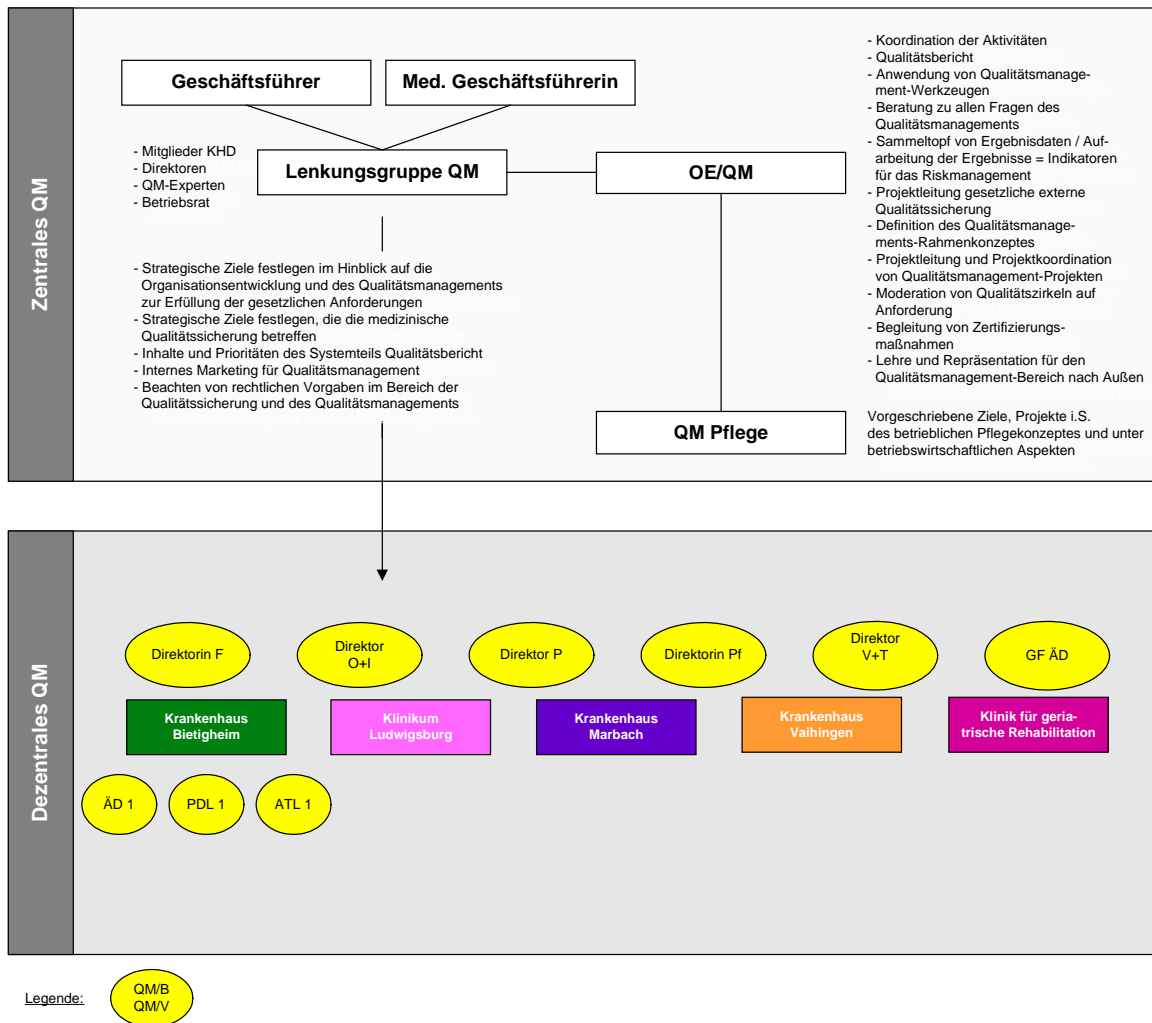 Zentrales QM
Geschäftsführer
Med. Geschäftsführerin
- Mitglieder KHD
- Direktoren
- QM-Experten
- Betriebsrat
Lenkungsgruppe QM
OE/QM
- Strategische Ziele festlegen im Hinblick auf die
Organisationsentwicklung und des Qualitätsmanagements
zur Erfüllung der gesetzlichen Anforderungen
- Strategische Ziele festlegen, die die medizinische
Qualitätssicherung betreffen
- Inhalte und Prioritäten des Systemteils Qualitätsbericht
- Internes Marketing für Qualitätsmanagement
- Beachten von rechtlichen Vorgaben im Bereich der
Qualitätssicherung und des Qualitätsmanagements
- Koordination der Aktivitäten
- Qualitätsbericht
- Anwendung von Qualitätsmanage-
ment-Werkzeugen
- Beratung zu allen Fragen des
Qualitätsmanagements
- Sammeltopf von Ergebnisdaten / Auf-
arbeitung der Ergebnisse = Indikatoren
für das Riskmanagement
- Projektleitung gesetzliche externe
Qualitätssicherung
- Definition des Qualitätsmanage-
ments-Rahmenkonzeptes
- Projektleitung und Projektkoordination
von Qualitätsmanagement-Projekten
- Moderation von Qualitätszirkeln auf
Anforderung
- Begleitung von Zertifizierungs-
maßnahmen
- Lehre und Repräsentation für den
Qualitätsmanagement-Bereich nach Außen
QM Pflege
Vorgeschriebene Ziele, Projekte i.S.
des betrieblichen Pflegekonzeptes und unter
betriebswirtschaftlichen Aspekten
Dezentrales QM
Direktorin F
Direktor
O+I
Direktor P
Direktorin Pf
Direktor
V+T
GF ÄD
Krankenhaus
Bietigheim
Klinikum
Ludwigsburg
Krankenhaus
Marbach
Krankenhaus
Vaihingen
Klinik für geria-
trische Rehabilitation
ÄD 1
PDL 1
ATL 1
Legende:
QM/B
QM/V